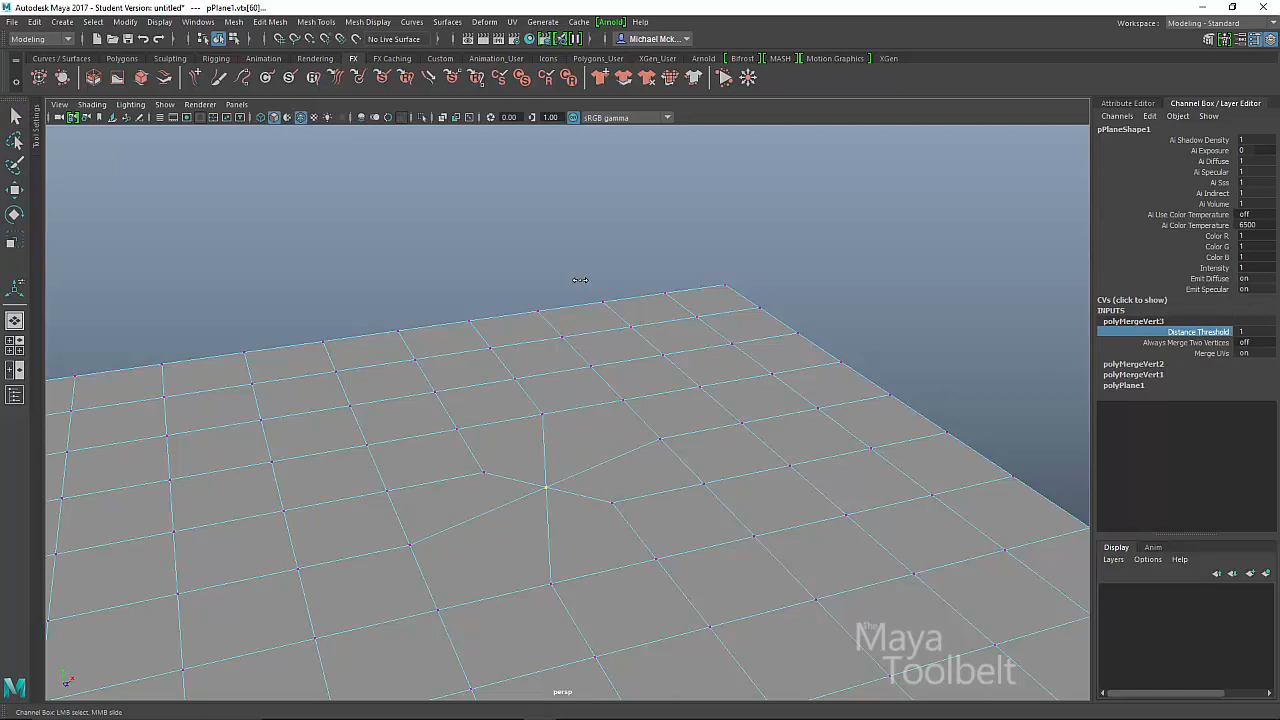 Autodesk Maya 2017 - Student Version: untitled* --- pPlane1.vtx[60]...
File Edit Create Select Modify Display Windows Mesh Edit Mesh Mesh Tools Mesh Display Curves Surfaces Deform UV Generate Cache [Arnold] Help
Workspace : Modeling - Standard
Modeling No Live Surface Michael Mck...
Curves / Surfaces Polygons Sculpting Rigging Animation Rendering FX FX Caching Custom Animation_User Icons Polygons_User XGen_User Arnold Bifrost MASH Motion Graphics XGen
View Shading Lighting Show Renderer Panels
0.00 1.00 sRGB gamma
Tool Settings
persp
The
Maya
Toolbelt
Attribute Editor Channel Box / Layer Editor
Channels Edit Object Show
pPlaneShape1
Ai Shadow Density 1
Ai Exposure 0
Ai Diffuse 1
Ai Specular 1
Ai Sss 1
Ai Indirect 1
Ai Volume 1
Ai Use Color Temperature off
Ai Color Temperature 6500
Color R 1
Color G 1
Color B 1
Intensity 1
Emit Diffuse on
Emit Specular on
CVs (click to show)
INPUTS
polyMergeVert3
Distance Threshold 1
Always Merge Two Vertices off
Merge UVs on
polyMergeVert2
polyMergeVert1
polyPlane1
Display Anim
Layers Options Help
Channel Box: LMB select, MMB slide